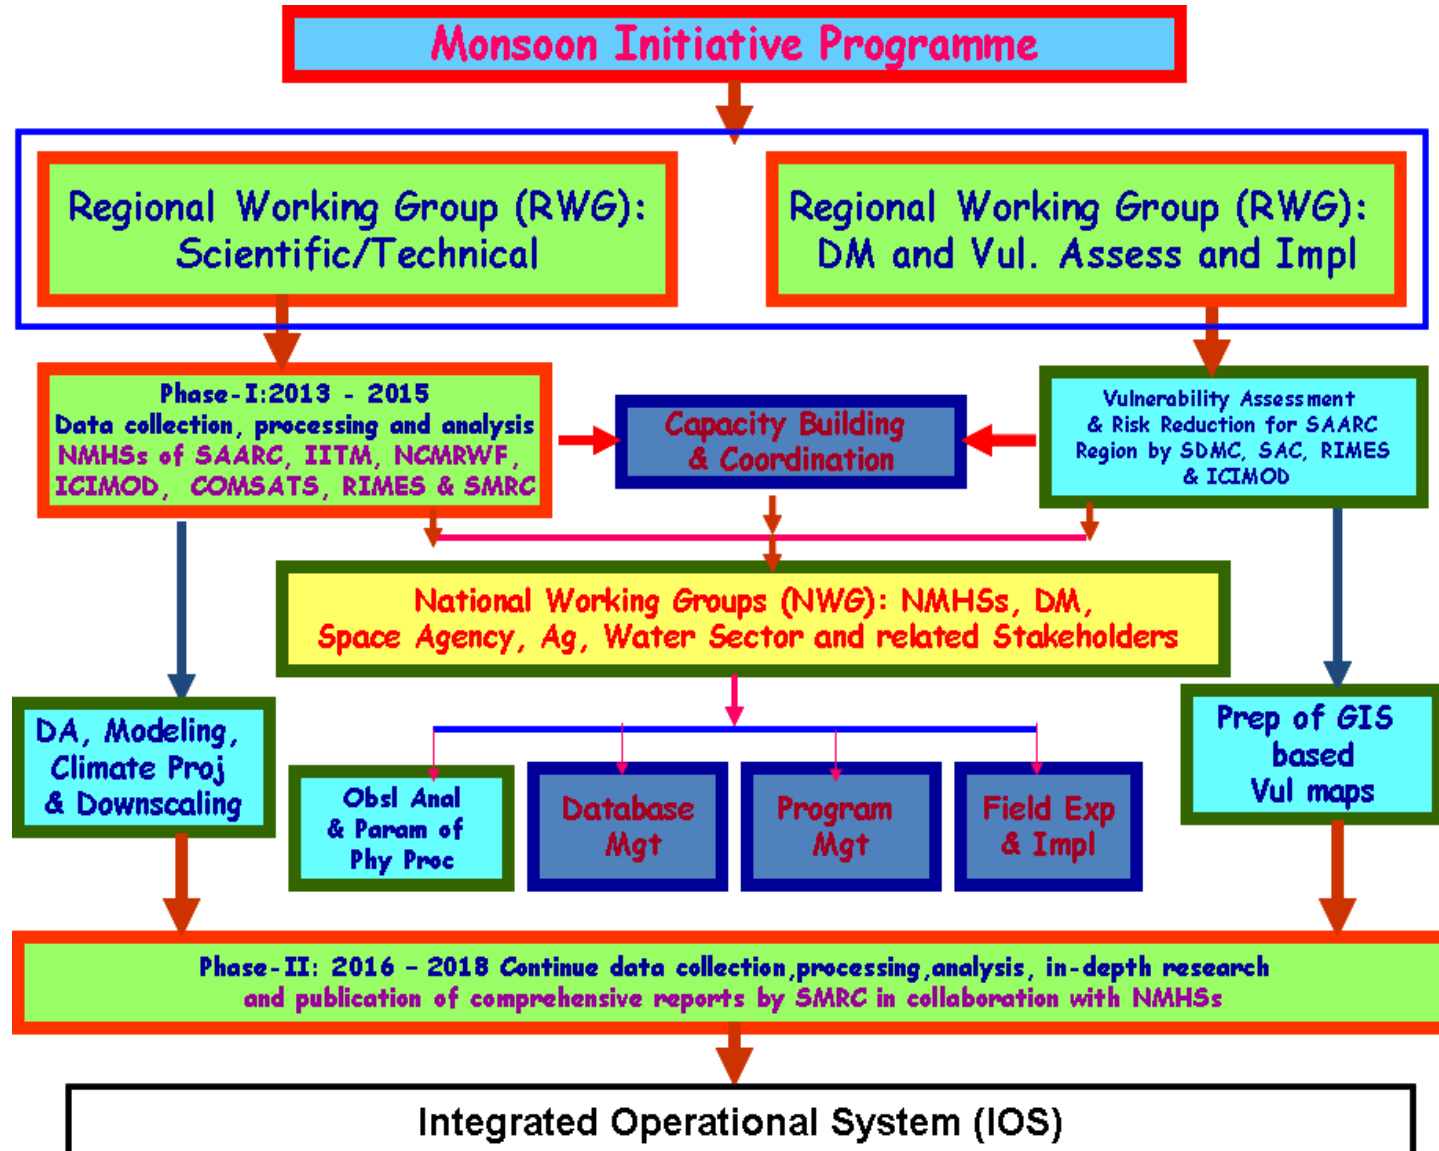 Monsoon Initiative Programme
Regional Working Group (RWG):
Scientific/Technical
Regional Working Group (RWG):
DM and Vul. Assess and Impl
Phase-I:2013 - 2015
Data collection, processing and analysis
NMHSs of SAARC, IITM, NCMRWF,
ICIMOD, COMSATS, RIMES & SMRC
Capacity Building
& Coordination
Vulnerability Assessment
& Risk Reduction for SAARC
Region by SDMC, SAC, RIMES
& ICIMOD
National Working Groups (NWG): NMHSs, DM,
Space Agency, Ag, Water Sector and related Stakeholders
DA, Modeling,
Climate Proj
& Downscaling
Obsl Anal
& Param of
Phy Proc
Database
Mgt
Program
Mgt
Field Exp
& Impl
Prep of GIS
based
Vul maps
Phase-II: 2016 – 2018 Continue data collection,processing,analysis, in-depth research
and publication of comprehensive reports by SMRC in collaboration with NMHSs
Integrated Operational System (IOS)